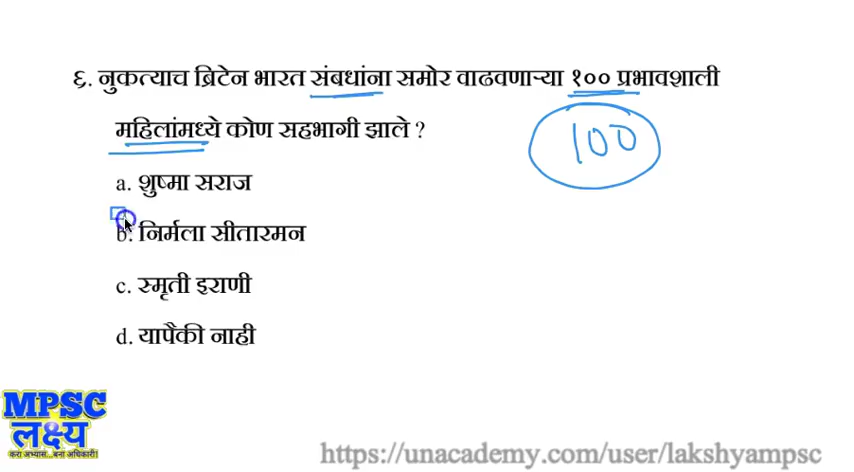 ६. नुकत्याच ब्रिटेन भारत संबधांना समोर वाढवणाऱ्या १०० प्रभावशाली
महिलांमध्ये कोण सहभागी झाले ?
100
a. शुष्मा सराज
b. निर्मला सीतारमन
c. स्मृती इराणी
d. यापैकी नाही
MPSC
लक्ष्य
करा अभ्यास...बना अधिकारी!
https://unacademy.com/user/lakshyampsc